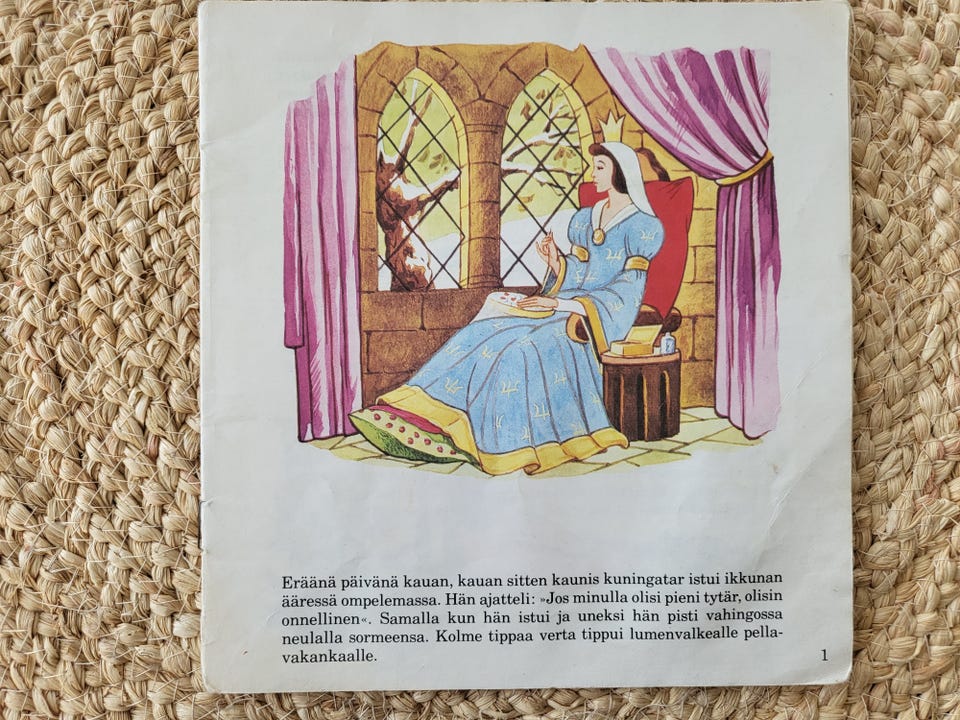 Eräänä päivänä kauan, kauan sitten kaunis kuningatar istui ikkunan
ääressä ompelemassa. Hän ajatteli: »Jos minulla olisi pieni tytär, olisin
onnellinen«. Samalla kun hän istui ja uneksi hän pisti vahingossa
neulalla sormeensa. Kolme tippaa verta tippui lumenvalkealle pella-
vakankaalle.
1